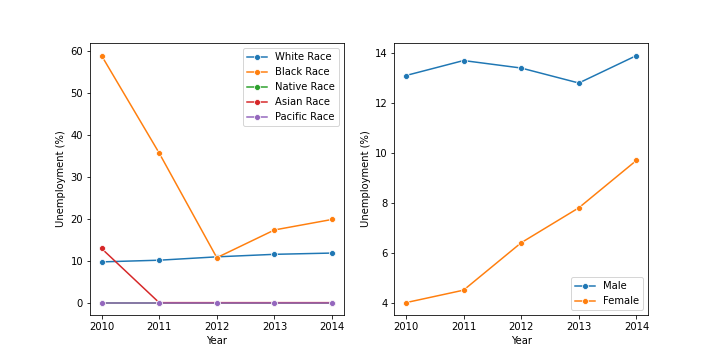 60
50
40
30
20
10
0
Unemployment (%)
2010 2011 2012 2013 2014
Year
White Race
Black Race
Native Race
Asian Race
Pacific Race
14
12
10
8
6
4
Unemployment (%)
2010 2011 2012 2013 2014
Year
Male
Female